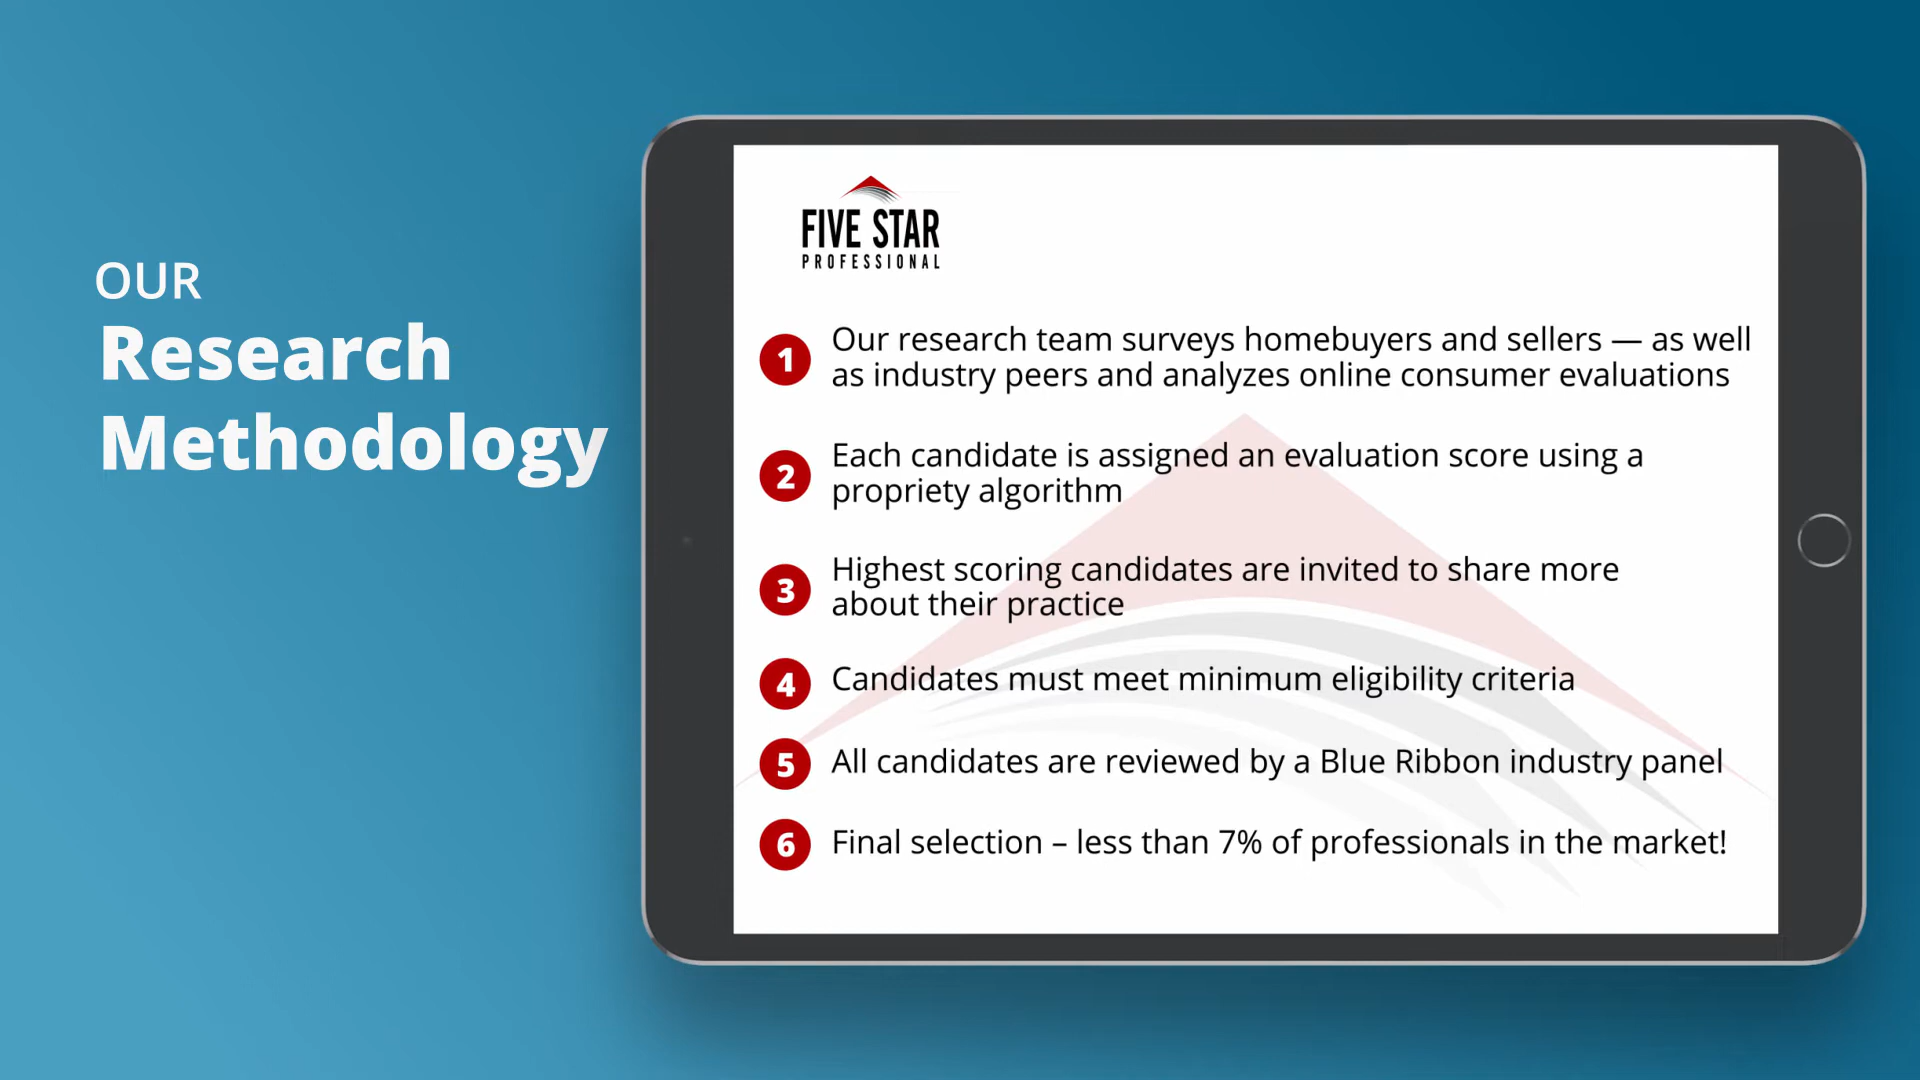 OUR
Research
Methodology
FIVE STAR
PROFESSIONAL
1 Our research team surveys homebuyers and sellers — as well
as industry peers and analyzes online consumer evaluations
2 Each candidate is assigned an evaluation score using a
propriety algorithm
3 Highest scoring candidates are invited to share more
about their practice
4 Candidates must meet minimum eligibility criteria
5 All candidates are reviewed by a Blue Ribbon industry panel
6 Final selection – less than 7% of professionals in the market!